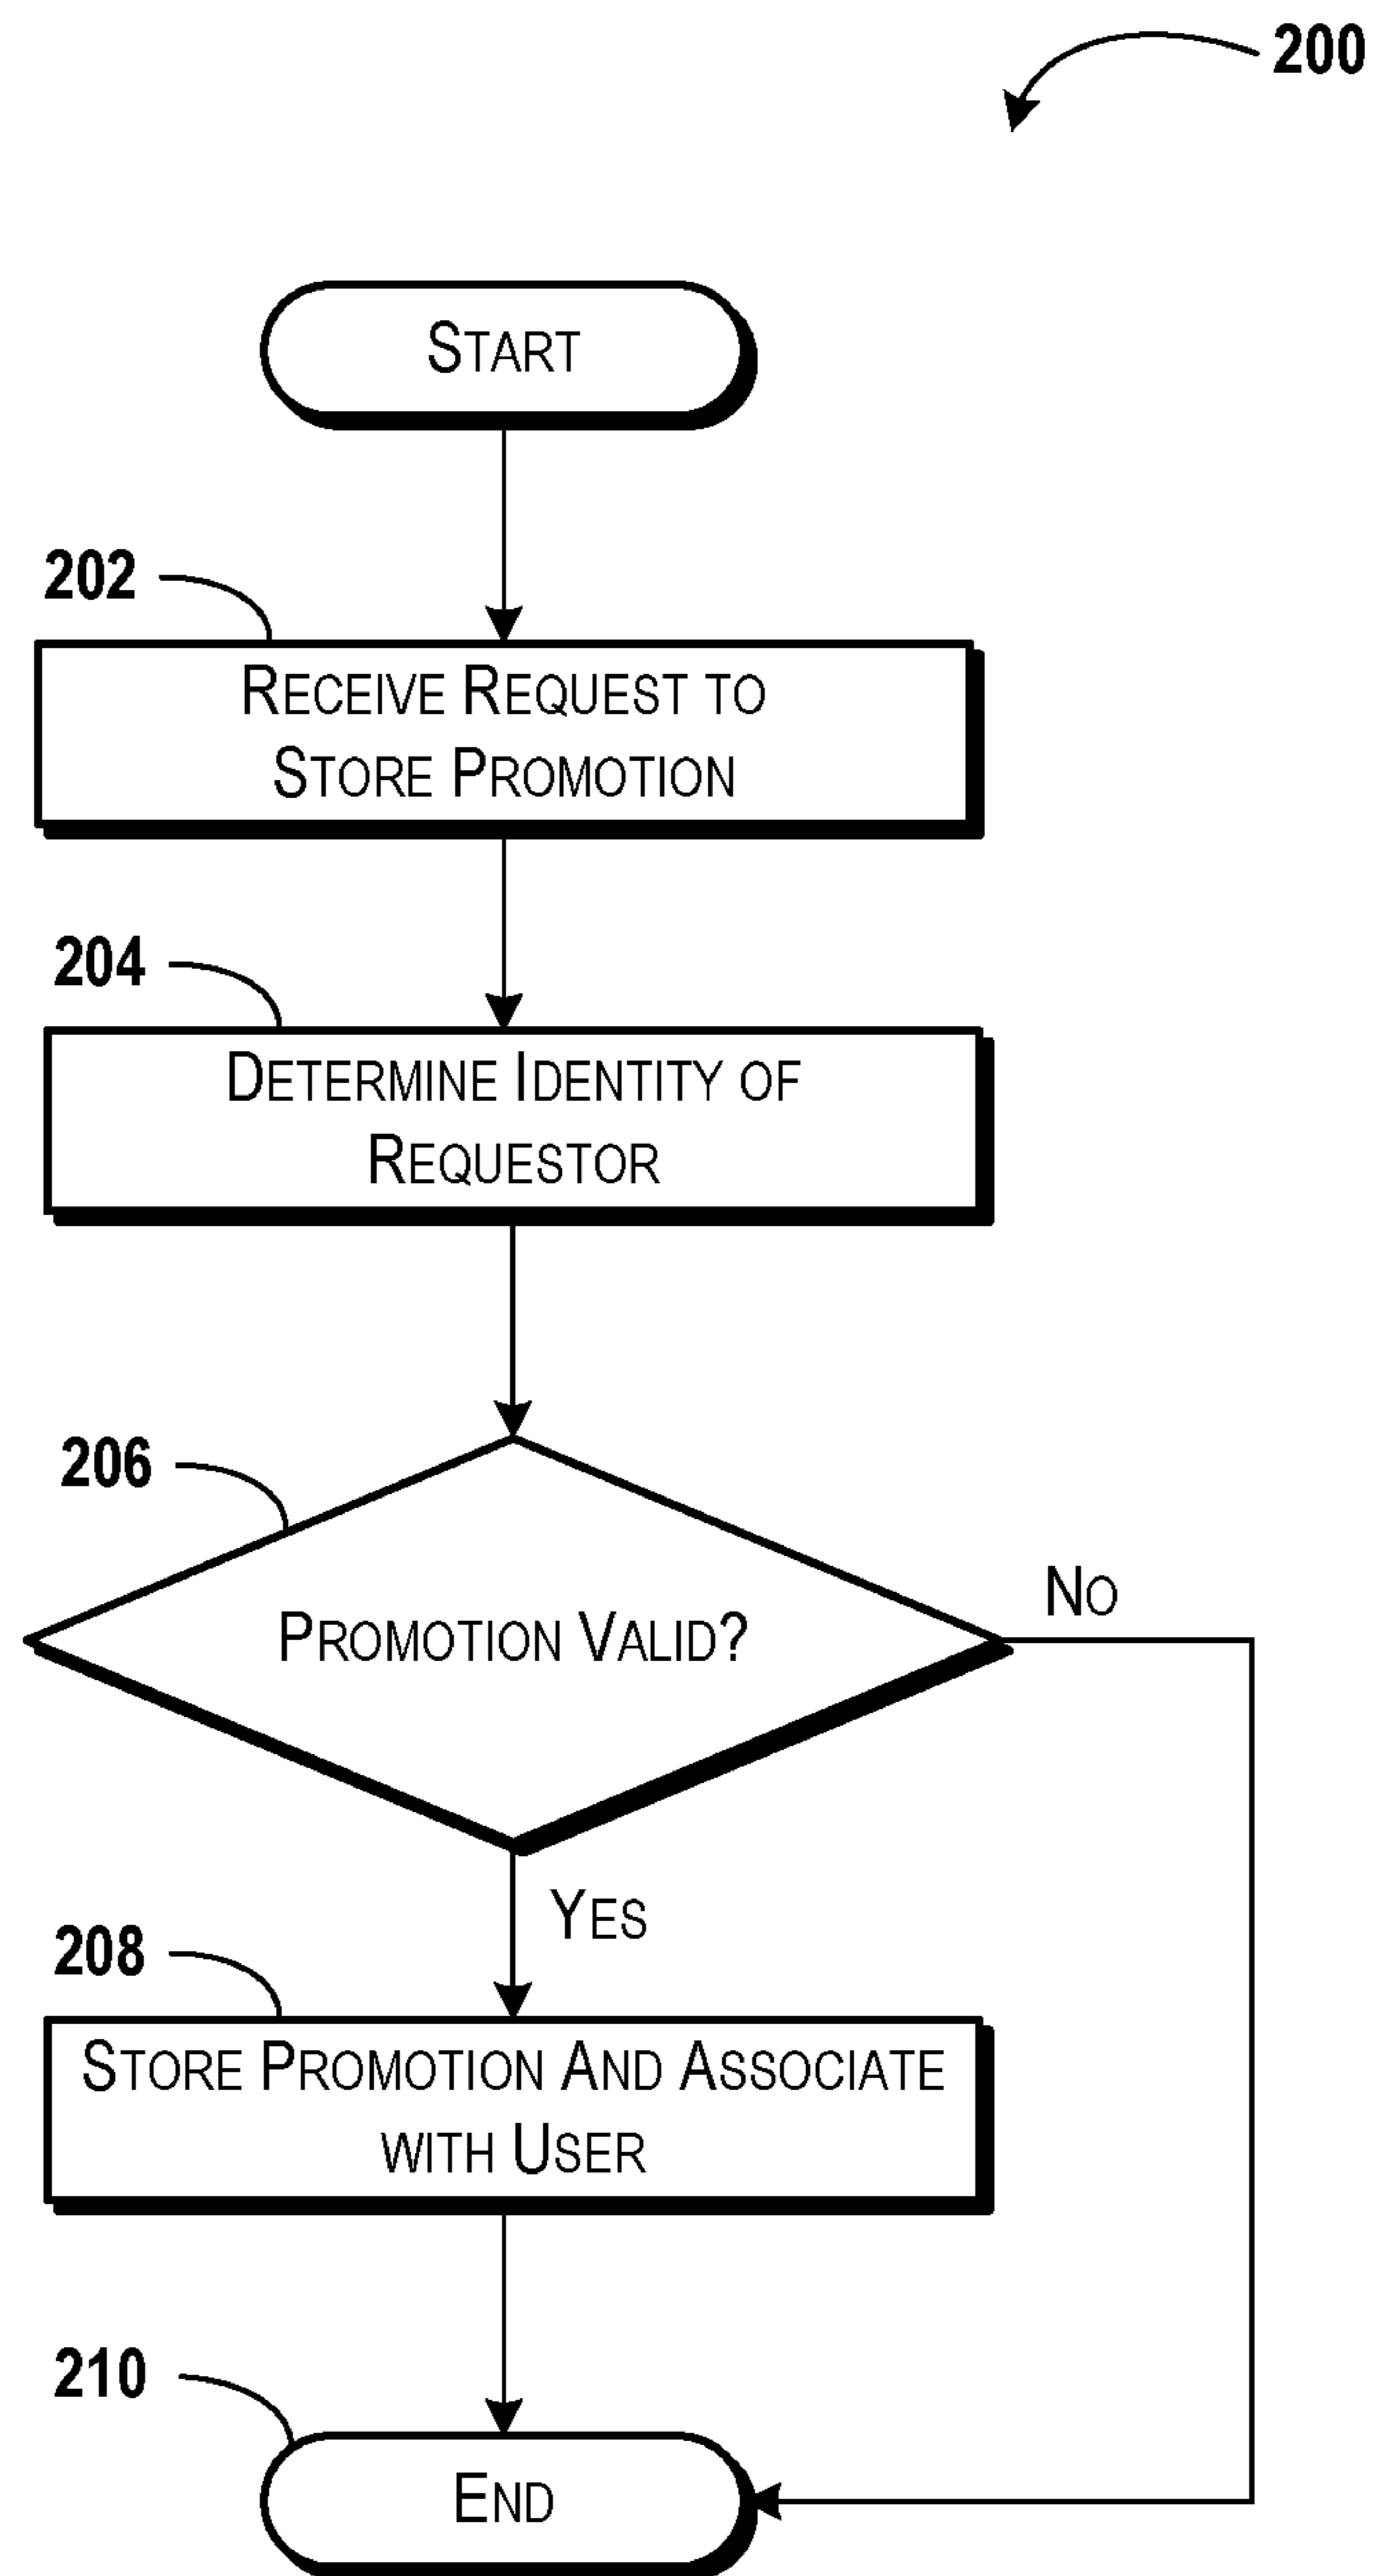 200
START
202
RECEIVE REQUEST TO
STORE PROMOTION
204
DETERMINE IDENTITY OF
REQUESTOR
206
PROMOTION VALID?
NO
YES
208
STORE PROMOTION AND ASSOCIATE
WITH USER
210
END